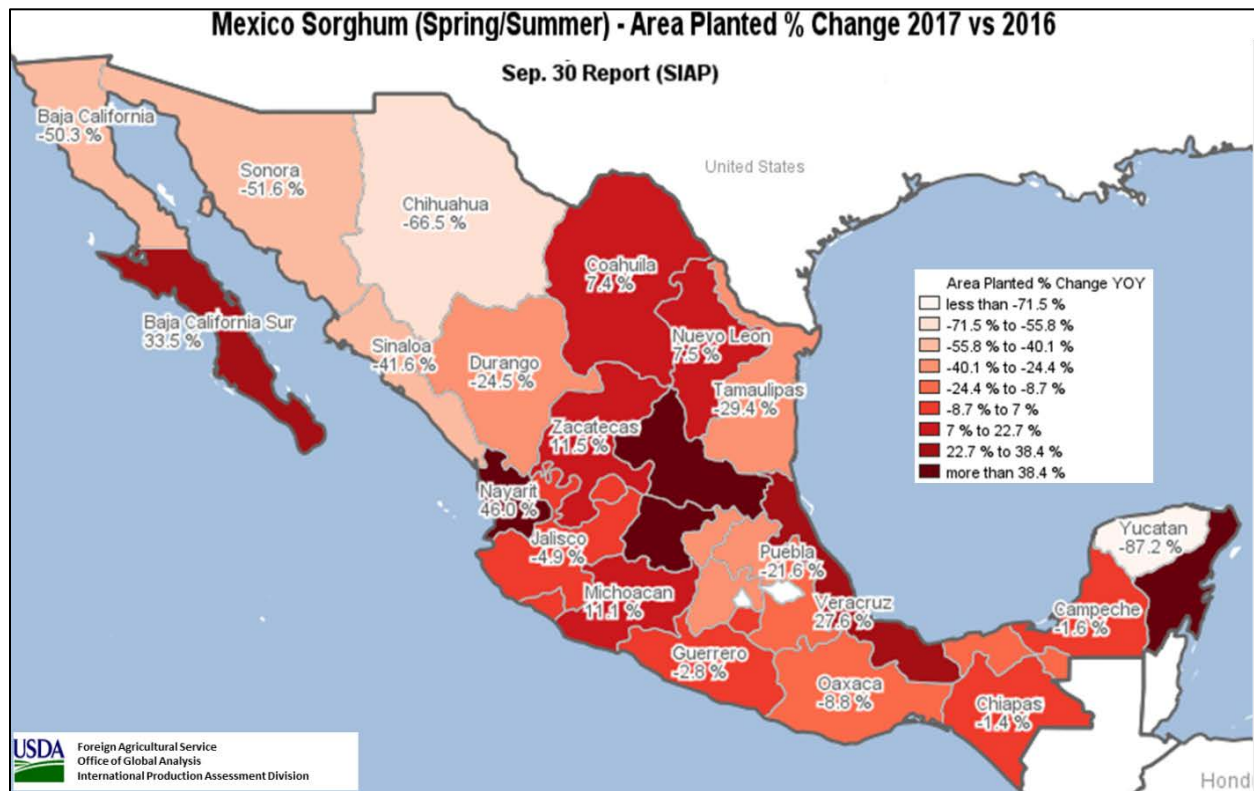 Mexico Sorghum (Spring/Summer) - Area Planted % Change 2017 vs 2016
Sep. 30 Report (SIAP)
Baja California
-50.3 %
Sonora
-51.6 %
Chihuahua
-66.5 %
United States
Coahuila
7.4 %
Baja California Sur
33.5 %
Sinaloa
-41.6 %
Durango
-24.5 %
Nuevo Leon
7.5 %
Tamaulipas
-29.4 %
Zacatecas
11.5 %
Nayarit
46.0 %
Jalisco
-4.9 %
Michoacan
11.1 %
Puebla
-21.6 %
Veracruz
27.6 %
Guerrero
-2.8 %
Oaxaca
-8.8 %
Chiapas
-1.4 %
Campeche
-1.6 %
Yucatan
-87.2 %
Area Planted % Change YOY
less than -71.5 %
-71.5 % to -55.8 %
-55.8 % to -40.1 %
-40.1 % to -24.4 %
-24.4 % to -8.7 %
-8.7 % to 7 %
7 % to 22.7 %
22.7 % to 38.4 %
more than 38.4 %
USDA
Foreign Agricultural Service
Office of Global Analysis
International Production Assessment Division
Hond